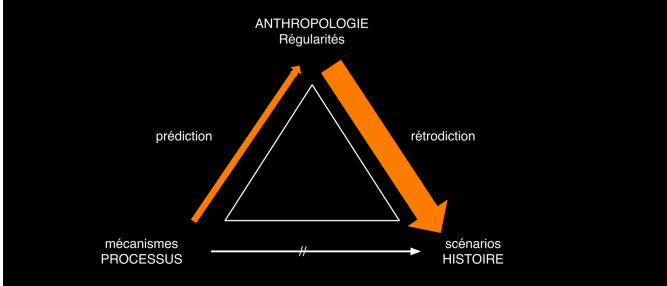 ANTHROPOLOGIE
Régularités
prédiction
rétrodiction
mécanismes
PROCESSUS
//
scénarios
HISTOIRE